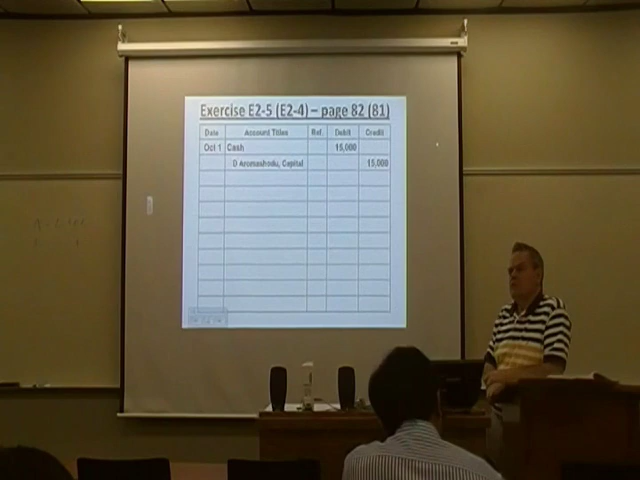 Exercise E2-5 (E2-4) – page 82 (81)
Date Account Titles Ref. Debit Credit
Oct 1 Cash 15,000
D Aromashodu, Capital 15,000